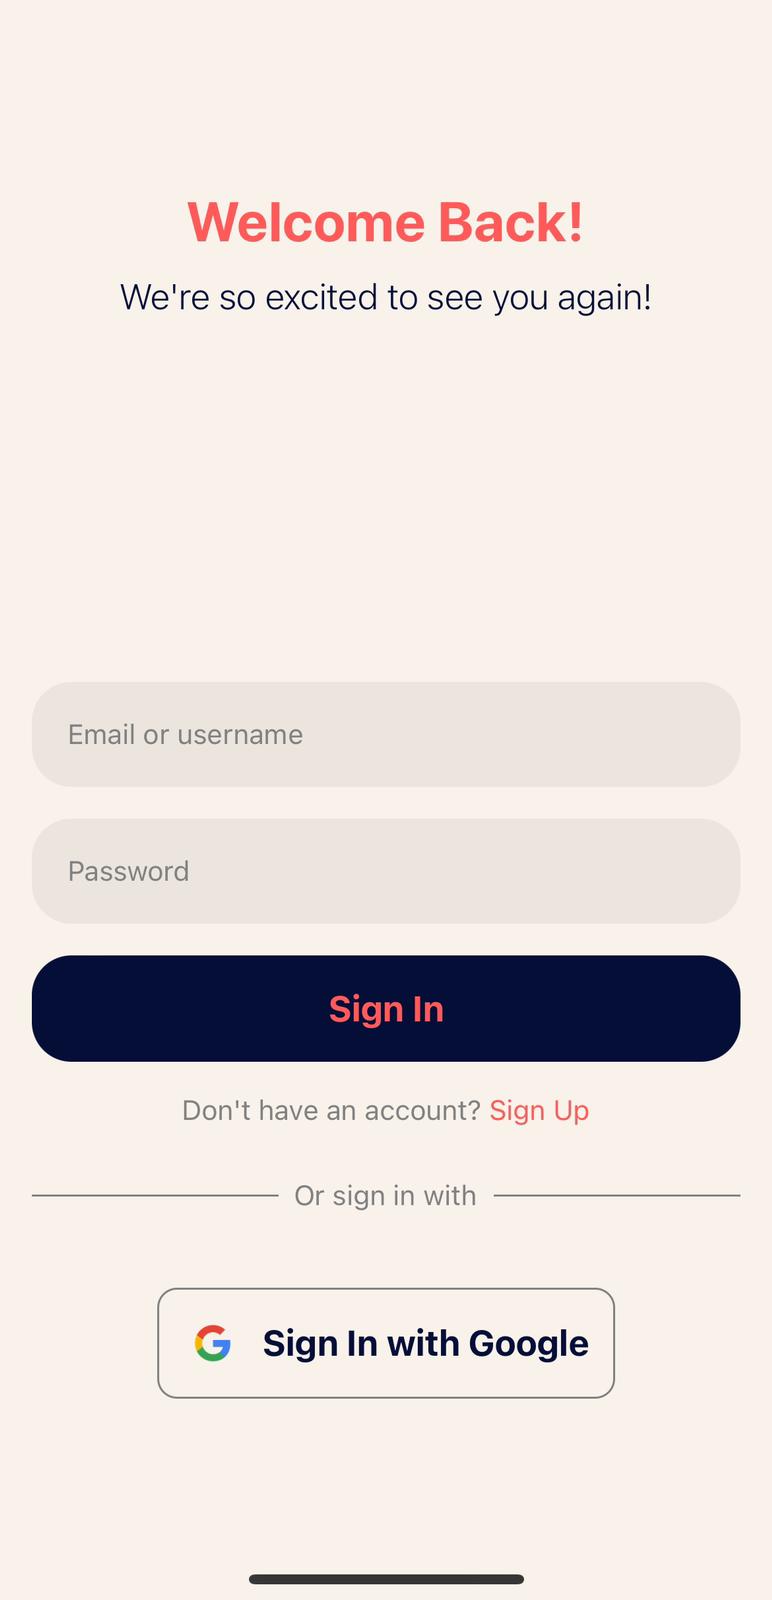 Welcome Back!
We're so excited to see you again!
Email or username
Password
Sign In
Don't have an account? Sign Up
Or sign in with
Sign In with Google